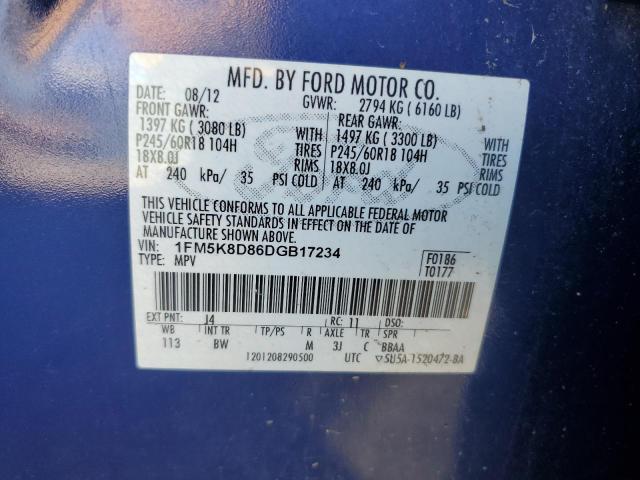 MFD. BY FORD MOTOR CO.
DATE: 08/12 GVWR: 2794 KG ( 6160 LB)
FRONT GAWR: REAR GAWR:
1397 KG ( 3080 LB) WITH 1497 KG ( 3300 LB) WITH
P245/60R18 104H TIRES P245/60R18 104H TIRES
18X8.0J RIMS 18X8.0J RIMS
AT 240 kPa/ 35 PSI COLD AT 240 kPa/ 35 PSI COLD
THIS VEHICLE CONFORMS TO ALL APPLICABLE FEDERAL MOTOR
VEHICLE SAFETY STANDARDS IN EFFECT ON THE DATE OF
MANUFACTURE SHOWN ABOVE.
VIN: 1FM5K8D86DGB17234 F0186
TYPE: MPV T0177
EXT PNT: J4 RC: 11 DSO:
WB INT TR TP/PS R AXLE TR SPR
113 BW M 3J C BBAA
1201208290500 UTC 5U5A-1520472-BA